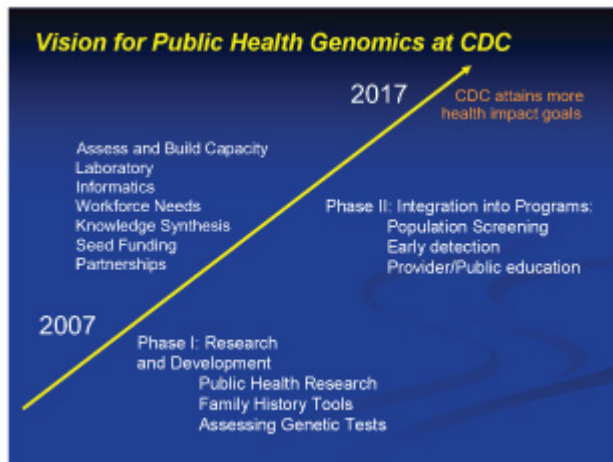 Vision for Public Health Genomics at CDC
2017
CDC attains more
health impact goals
Assess and Build Capacity
Laboratory
Informatics
Workforce Needs
Knowledge Synthesis
Seed Funding
Partnerships
Phase II: Integration into Programs:
Population Screening
Early detection
Provider/Public education
2007
Phase I: Research
and Development
Public Health Research
Family History Tools
Assessing Genetic Tests